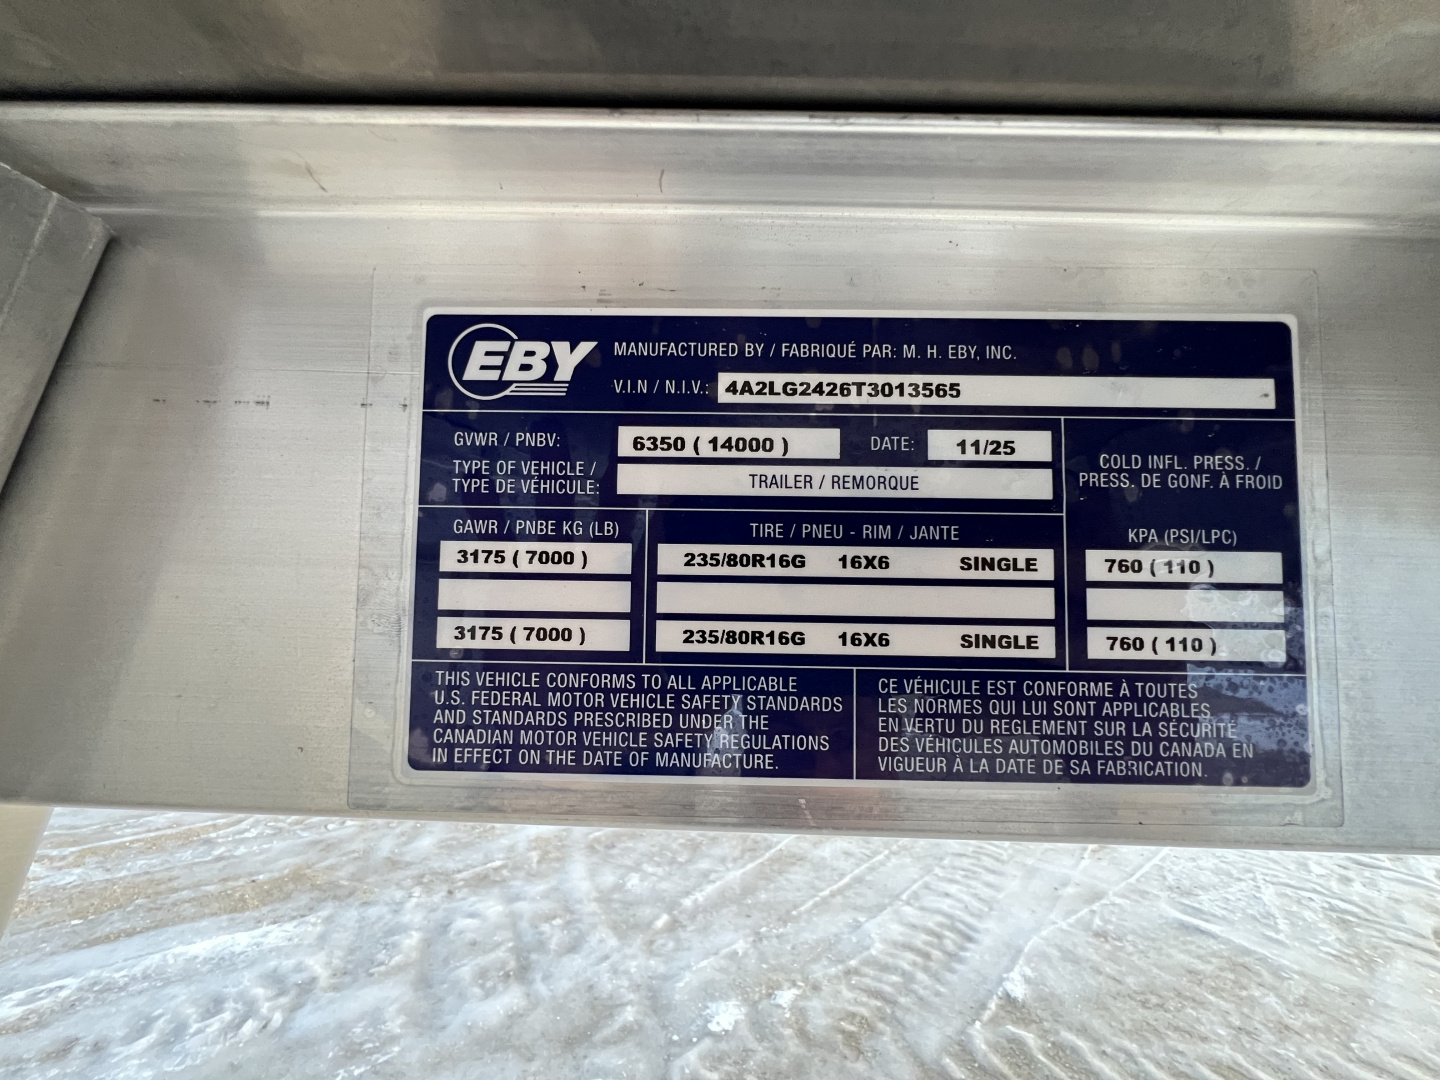 EBY
MANUFACTURED BY / FABRIQUÉ PAR: M. H. EBY, INC.
V.I.N / N.I.V.: 4A2LG2426T3013565
GVWR / PNBV: 6350 ( 14000 ) DATE: 11/25
TYPE OF VEHICLE /
TYPE DE VÉHICULE: TRAILER / REMORQUE
COLD INFL. PRESS. /
PRESS. DE GONF. À FROID
GAWR / PNBE KG (LB) TIRE / PNEU - RIM / JANTE KPA (PSI/LPC)
3175 ( 7000 ) 235/80R16G 16X6 SINGLE 760 ( 110 )
3175 ( 7000 ) 235/80R16G 16X6 SINGLE 760 ( 110 )
THIS VEHICLE CONFORMS TO ALL APPLICABLE
U.S. FEDERAL MOTOR VEHICLE SAFETY STANDARDS
AND STANDARDS PRESCRIBED UNDER THE
CANADIAN MOTOR VEHICLE SAFETY REGULATIONS
IN EFFECT ON THE DATE OF MANUFACTURE.
CE VÉHICULE EST CONFORME À TOUTES
LES NORMES QUI LUI SONT APPLICABLES
EN VERTU DU REGLEMENT SUR LA SÉCURITÉ
DES VÉHICULES AUTOMOBILES DU CANADA EN
VIGUEUR À LA DATE DE SA FABRICATION.